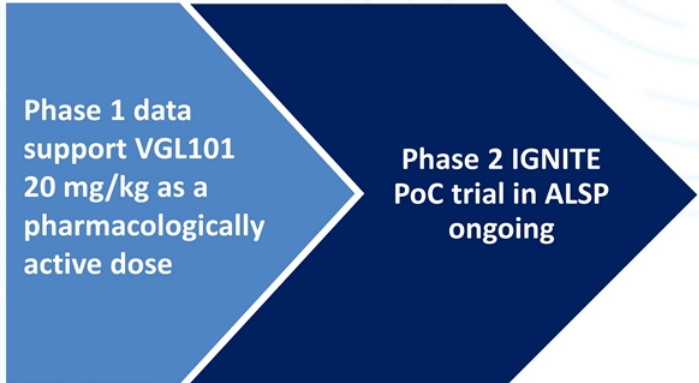 Phase 1 data
support VGL101
20 mg/kg as a
pharmacologically
active dose
Phase 2 IGNITE
PoC trial in ALSP
ongoing